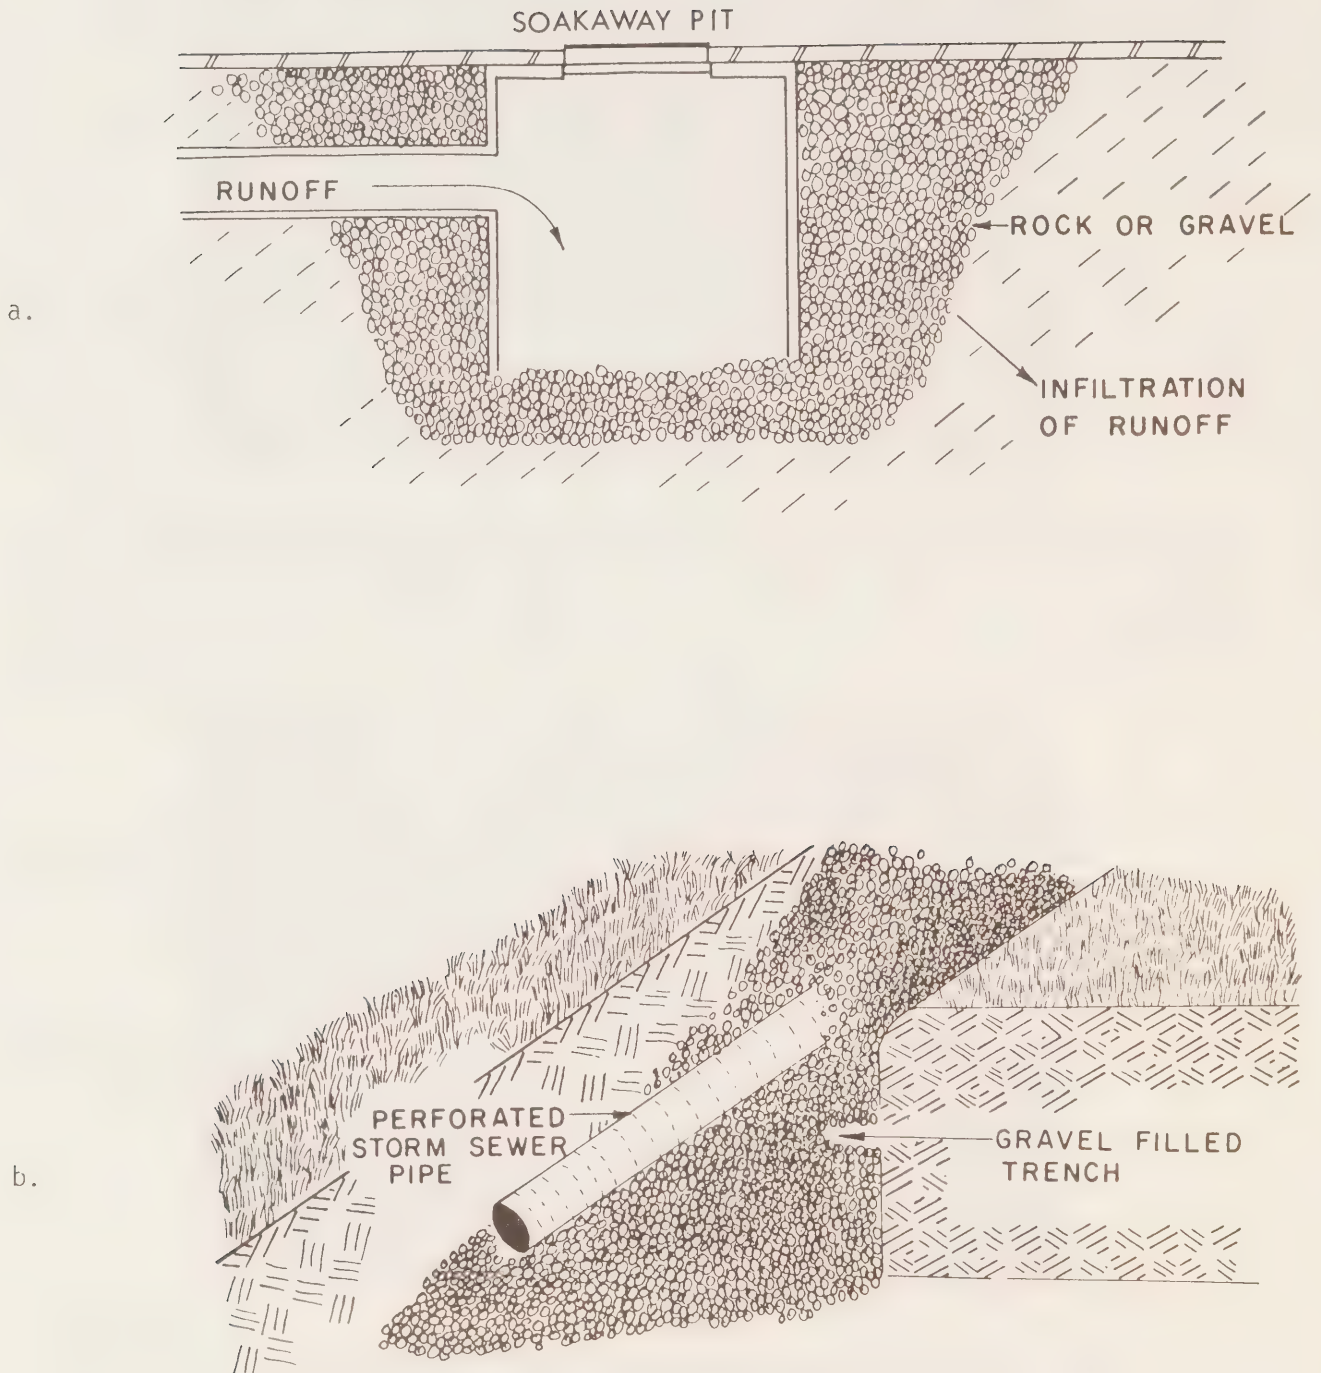 SOAKAWAY PIT
RUNOFF
ROCK OR GRAVEL
a.
INFILTRATION
OF RUNOFF
PERFORATED
STORM SEWER
PIPE
GRAVEL FILLED
TRENCH
b.